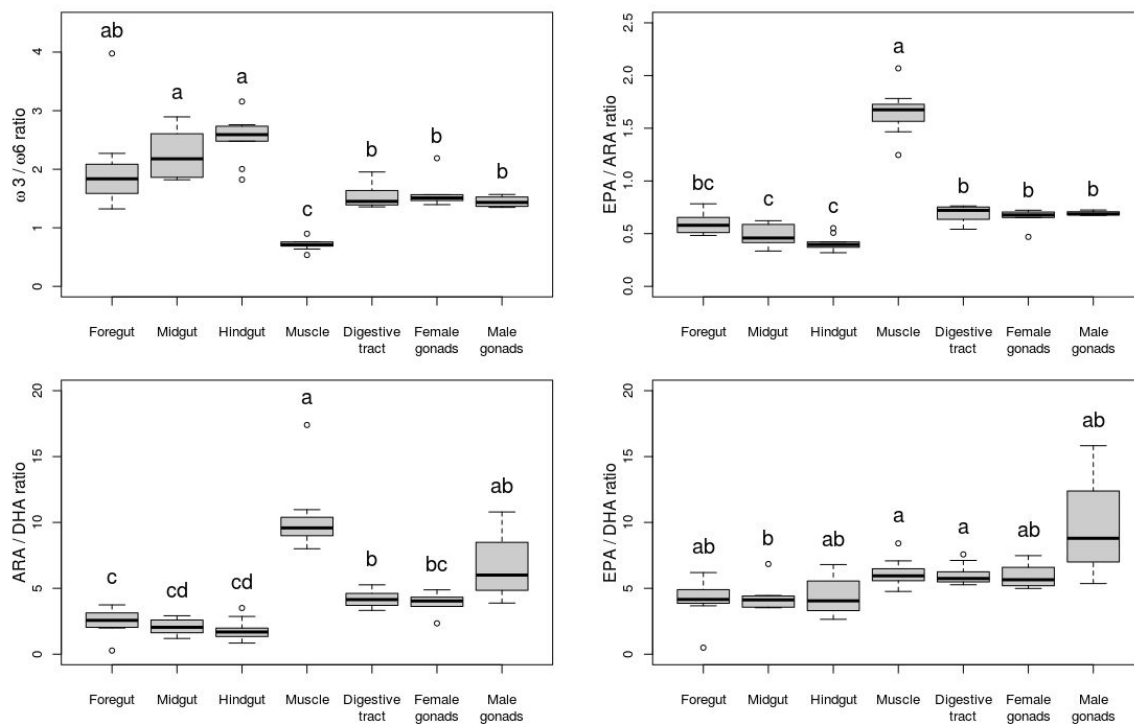 ω 3 / ω6 ratio
4
3
2
1
0
ab
a
a
c
b
b
b
Foregut Midgut Hindgut Muscle Digestive tract Female gonads Male gonads
EPA / ARA ratio
2.5
2.0
1.5
1.0
0.5
0.0
bc
c
c
a
b
b
b
Foregut Midgut Hindgut Muscle Digestive tract Female gonads Male gonads
ARA / DHA ratio
20
15
10
5
0
c
cd
cd
a
b
bc
ab
Foregut Midgut Hindgut Muscle Digestive tract Female gonads Male gonads
EPA / DHA ratio
20
15
10
5
0
ab
b
ab
a
a
ab
ab
Foregut Midgut Hindgut Muscle Digestive tract Female gonads Male gonads